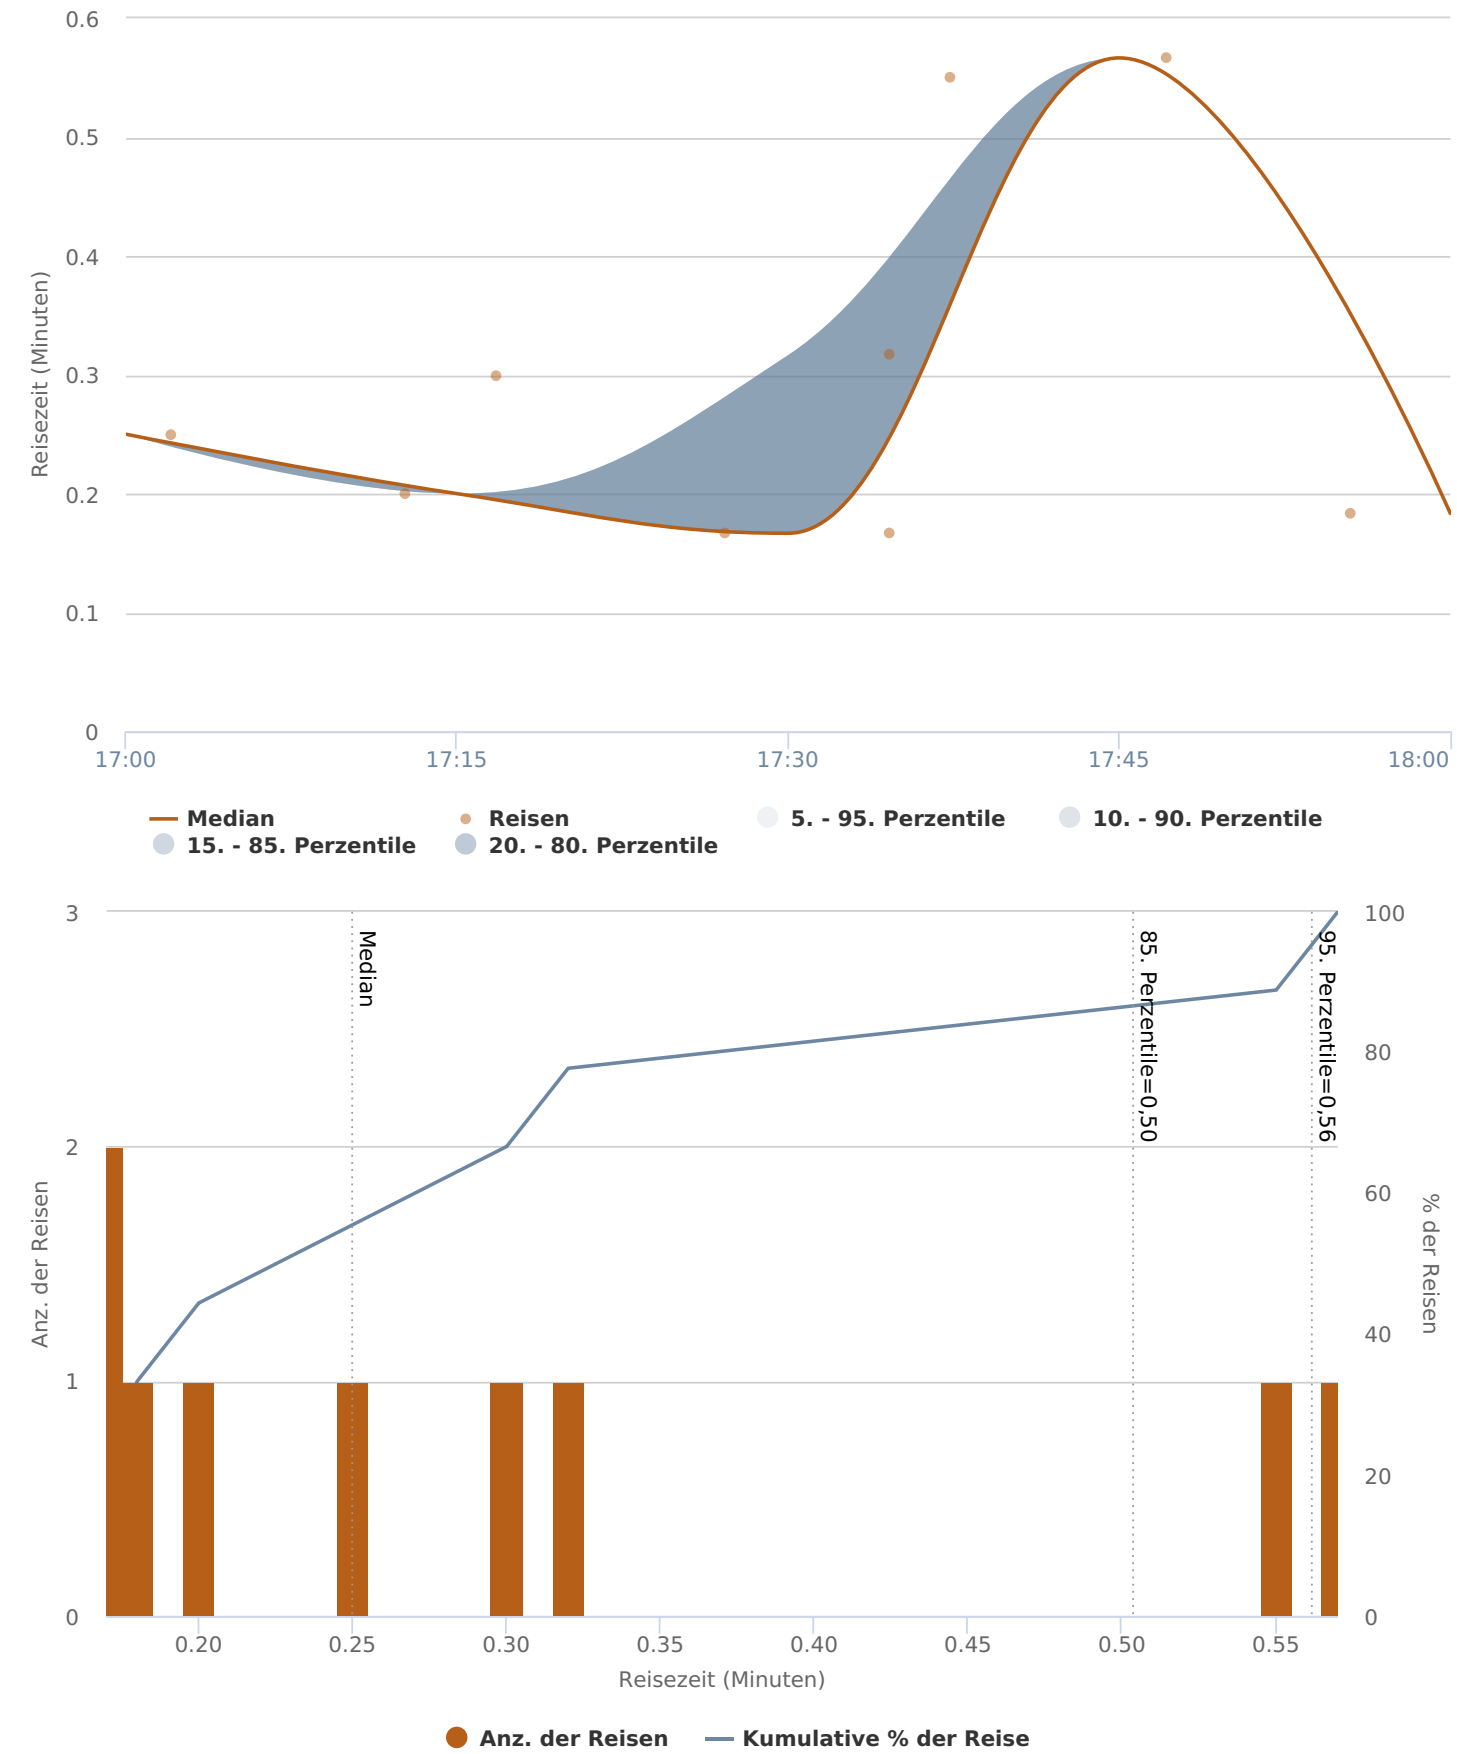 0.6
0.5
0.4
0.3
0.2
0.1
0
Reisezeit (Minuten)
17:00 17:15 17:30 17:45 18:00
Median Reisen 5. - 95. Perzentile 10. - 90. Perzentile
15. - 85. Perzentile 20. - 80. Perzentile
3
2
1
0
Anz. der Reisen
Median
85. Perzentile=0,50
95. Perzentile=0,56
100
80
60
40
20
0
% der Reisen
0.20 0.25 0.30 0.35 0.40 0.45 0.50 0.55
Reisezeit (Minuten)
Anz. der Reisen Kumulative % der Reise